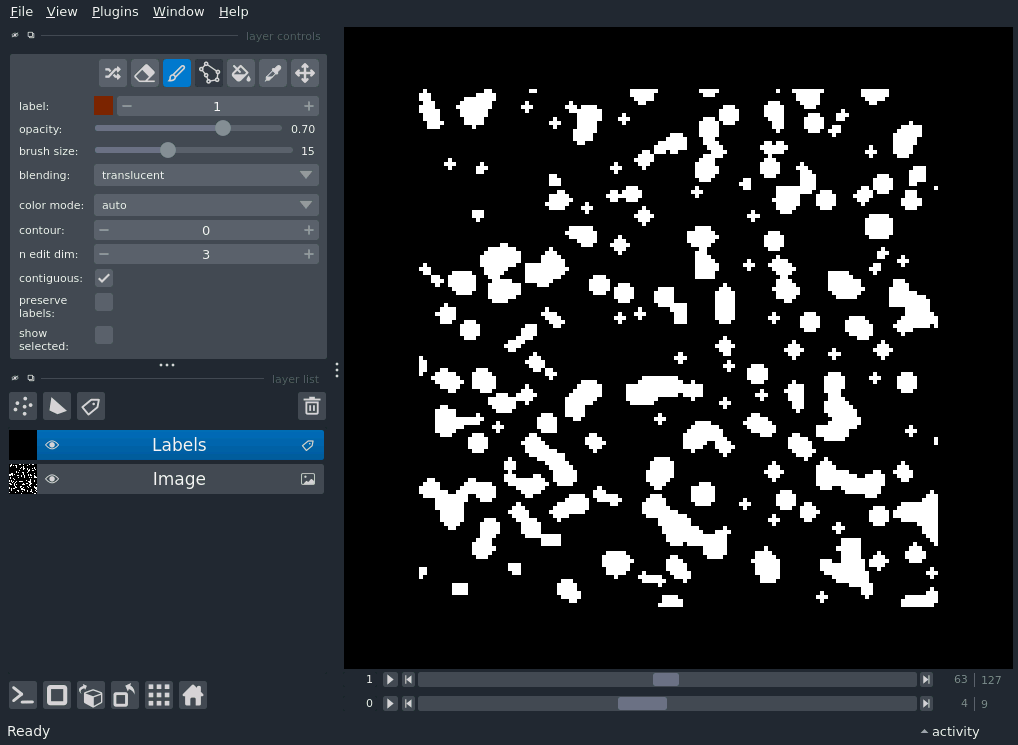 File View Plugins Window Help
layer controls
label: 1
opacity: 0.70
brush size: 15
blending: translucent
color mode: auto
contour: 0
n edit dim: 3
contiguous:
preserve
labels:
show
selected:
layer list
Labels
Image
1 63 127
0 4 9
Ready activity